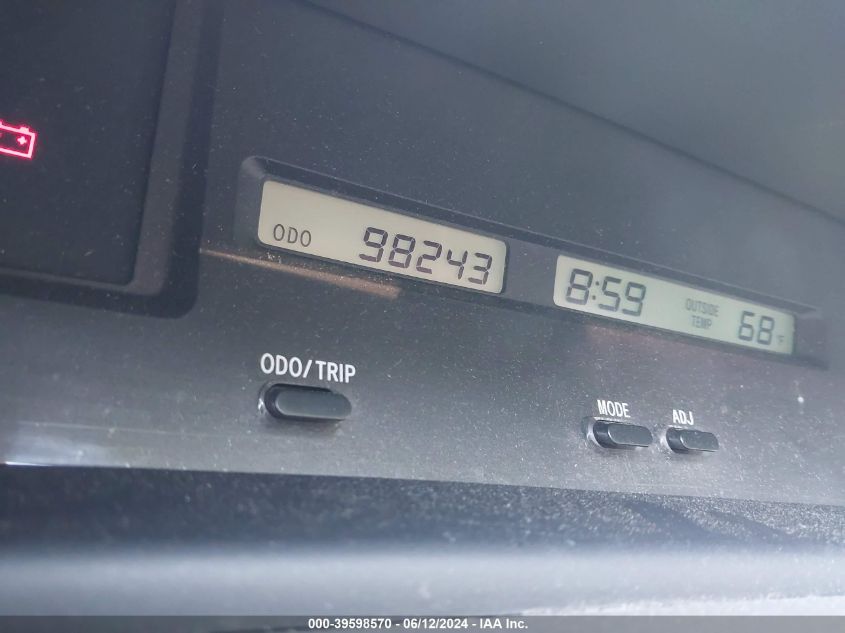 ODO 98243
8:59 OUTSIDE TEMP 68°F
ODO/TRIP
MODE ADJ
000-39598570 - 06/12/2024 - IAA Inc.